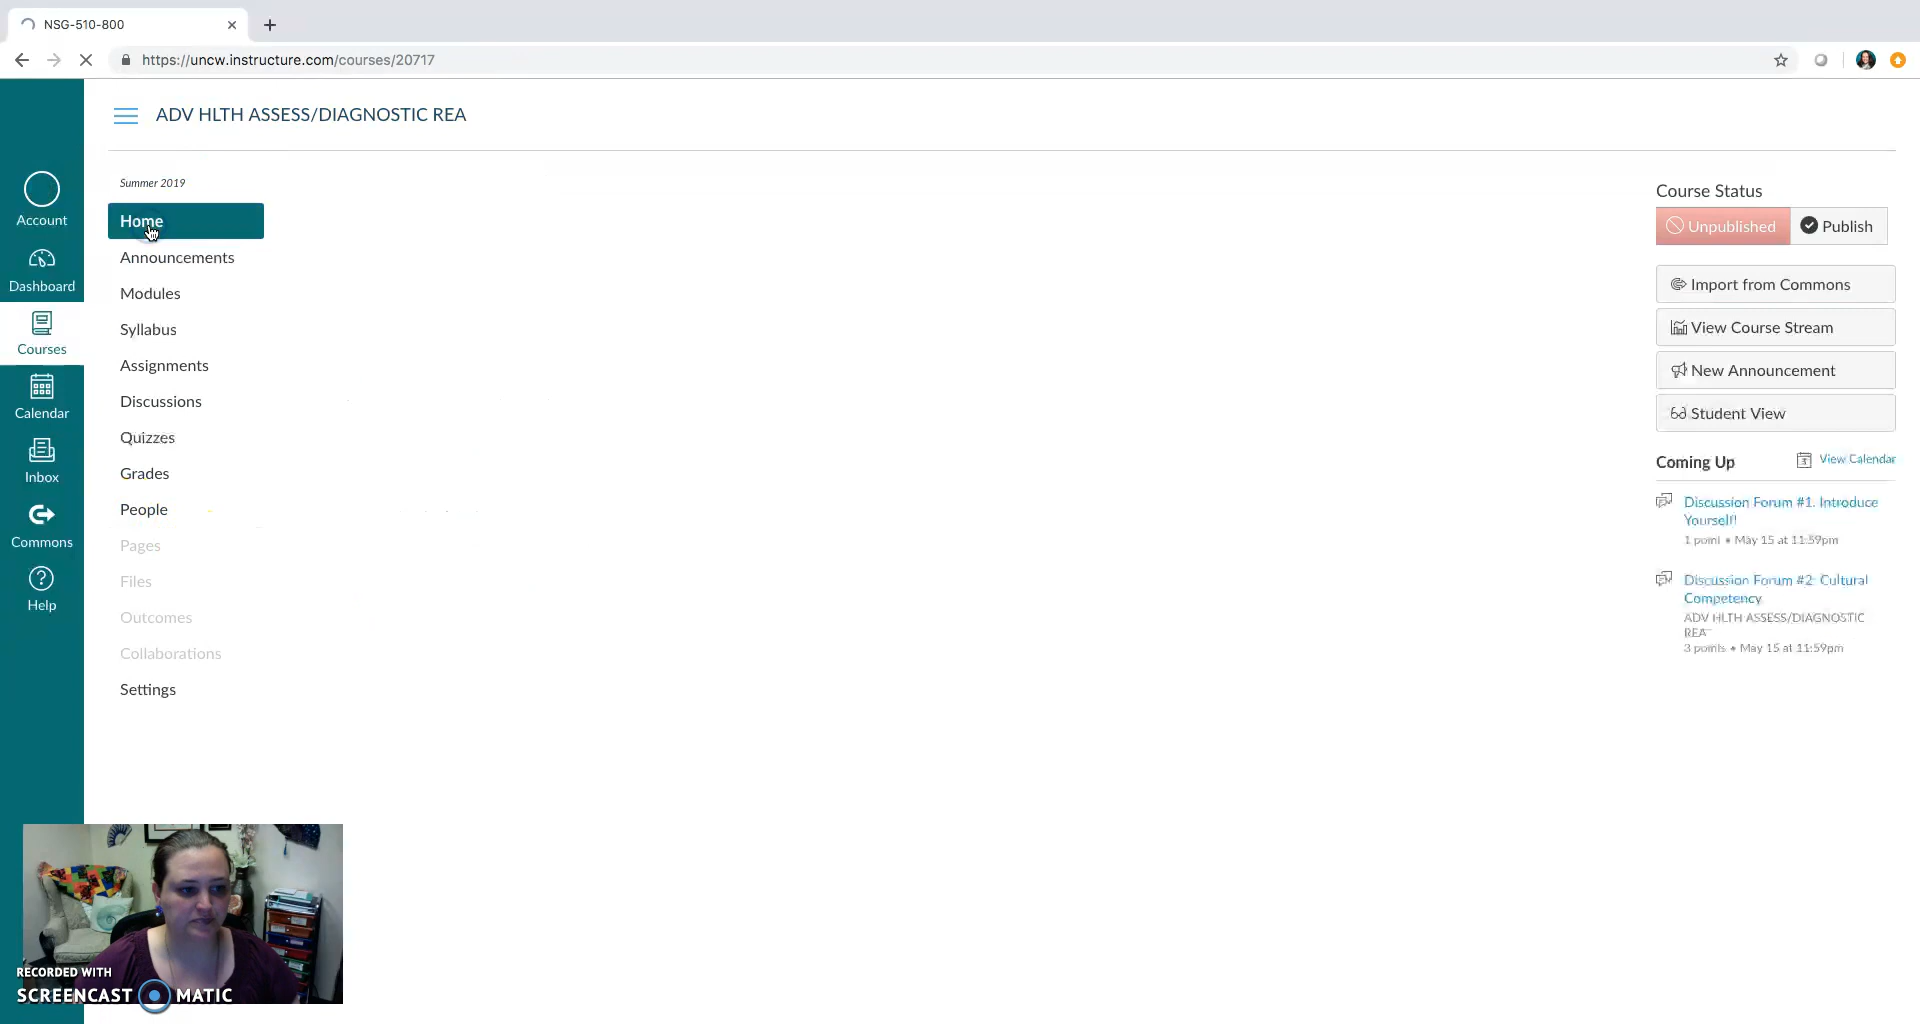 NSG-510-800
https://uncw.instructure.com/courses/20717
ADV HLTH ASSESS/DIAGNOSTIC REA
Account
Dashboard
Courses
Calendar
Inbox
Commons
Help
Summer 2019
Home
Announcements
Modules
Syllabus
Assignments
Discussions
Quizzes
Grades
People
Pages
Files
Outcomes
Collaborations
Settings
Course Status
Unpublished
Publish
Import from Commons
View Course Stream
New Announcement
Student View
Coming Up
View Calendar
Discussion Forum #1. Introduce
Yourself!
1 point • May 15 at 11:59pm
Discussion Forum #2 Cultural
Competency
ADV HLTH ASSESS/DIAGNOSTIC
REA
3 points • May 15 at 11:59pm
RECORDED WITH
SCREENCAST MATIC